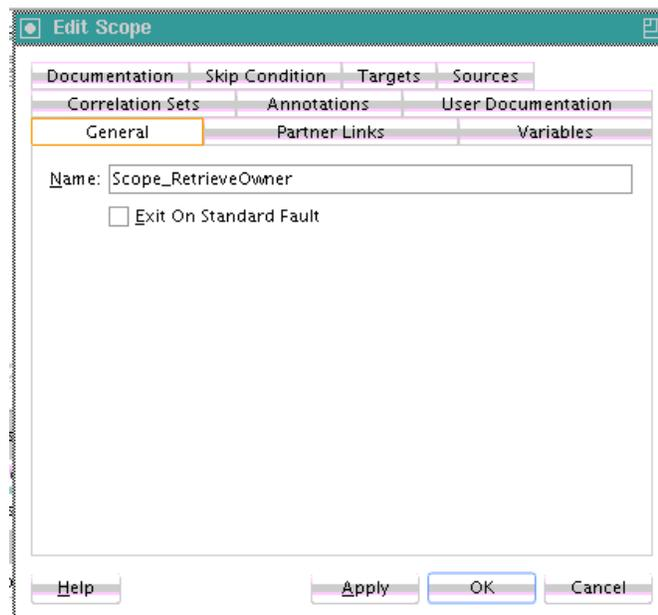 Edit Scope
Documentation Skip Condition Targets Sources
Correlation Sets Annotations User Documentation
General Partner Links Variables
Name: Scope_RetrieveOwner
Exit On Standard Fault
Help Apply OK Cancel